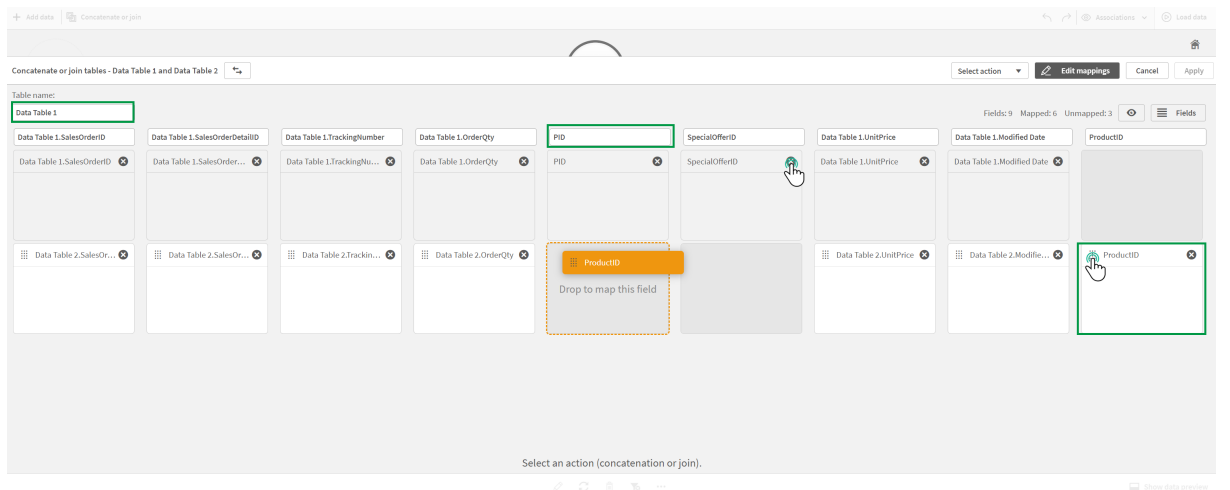 Add data Concatenate or join Associations Load data
Concatenate or join tables - Data Table 1 and Data Table 2 Select action Edit mappings Cancel Apply
Table name:
Data Table 1 Fields: 9 Mapped: 6 Unmapped: 3 Fields
Data Table 1.SalesOrderID Data Table 1.SalesOrderDetailID Data Table 1.TrackingNumber Data Table 1.OrderQty PID SpecialOfferID Data Table 1.UnitPrice Data Table 1.Modified Date ProductID
Data Table 1.SalesOrderID Data Table 1.SalesOrder... Data Table 1.TrackingNu... Data Table 1.OrderQty PID SpecialOfferID Data Table 1.UnitPrice Data Table 1.Modified Date
Data Table 2.SalesOr... Data Table 2.SalesOr... Data Table 2.Trackin... Data Table 2.OrderQty ProductID Data Table 2.UnitPrice Data Table 2.Modifie... ProductID
Drop to map this field
Select an action (concatenation or join).
Show data preview